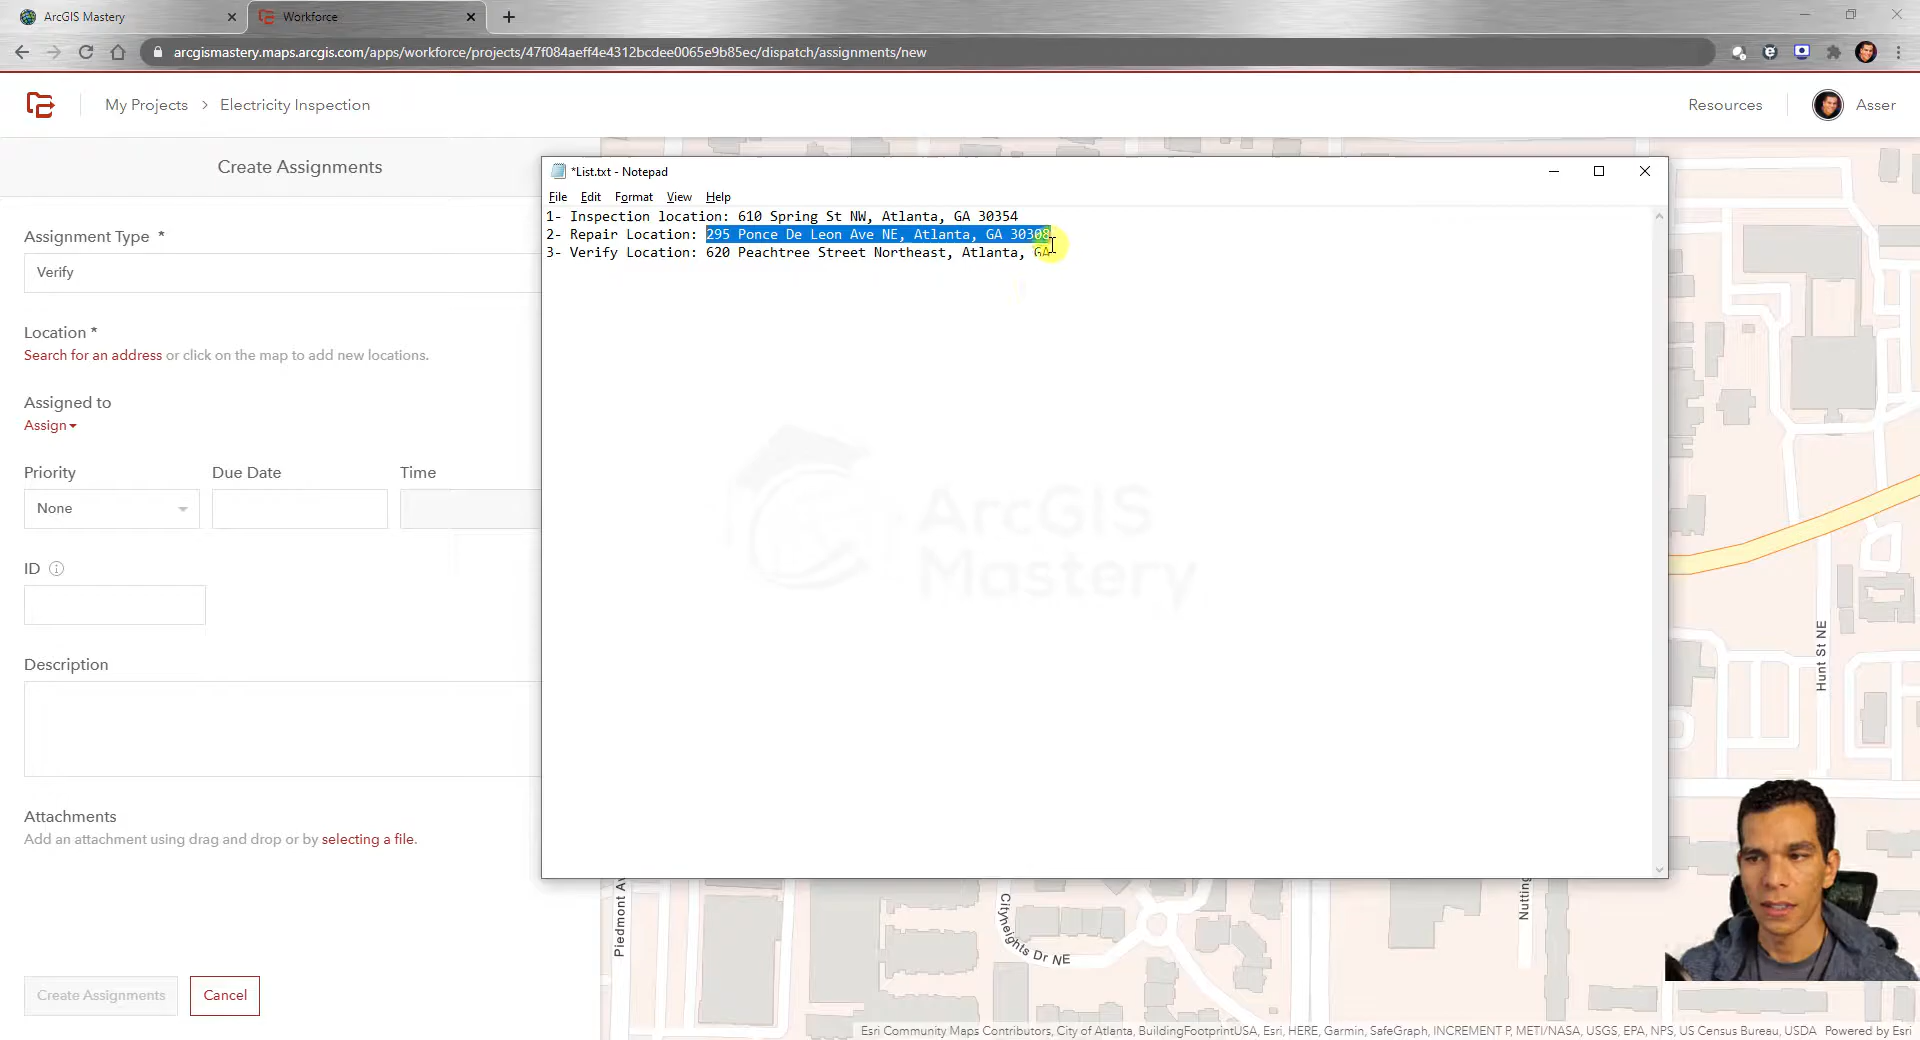 ArcGIS Mastery
Workforce
arcgismastery.maps.arcgis.com/apps/workforce/projects/47f084aeff4e4312bcdee0065e9b85ec/dispatch/assignments/new
My Projects > Electricity Inspection
Resources
Asser
Create Assignments
Assignment Type *
Verify
Location *
Search for an address or click on the map to add new locations.
Assigned to
Assign
Priority
Due Date
Time
None
ID
Description
Attachments
Add an attachment using drag and drop or by selecting a file.
Create Assignments
Cancel
*List.txt - Notepad
File Edit Format View Help
1- Inspection location: 610 Spring St NW, Atlanta, GA 30354
2- Repair Location: 295 Ponce De Leon Ave NE, Atlanta, GA 30308
3- Verify Location: 620 Peachtree Street Northeast, Atlanta, GA
ArcGIS
Mastery
Hunt St NE
Piedmont Av
Cityheights Dr NE
Nutting
Esri Community Maps Contributors, City of Atlanta, BuildingFootprintUSA, Esri, HERE, Garmin, SafeGraph, INCREMENT P, METI/NASA, USGS, EPA, NPS, US Census Bureau, USDA Powered by Esri